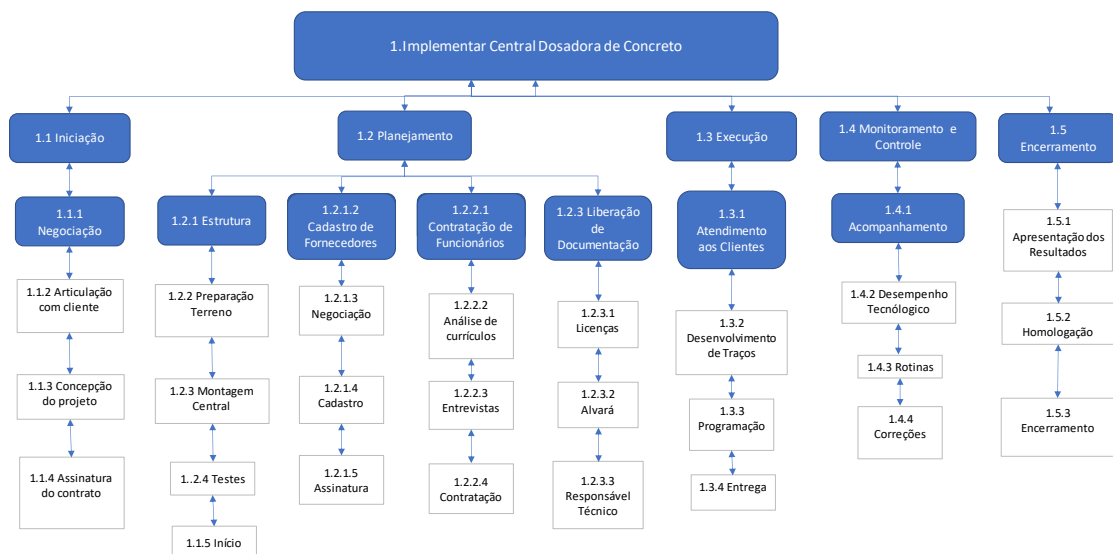 1.Implementar Central Dosadora de Concreto
1.1 Iniciação
1.2 Planejamento
1.3 Execução
1.4 Monitoramento e
Controle
1.5
Encerramento
1.1.1
Negociação
1.1.2 Articulação
com cliente
1.1.3 Concepção
do projeto
1.1.4 Assinatura
do contrato
1.2.1 Estrutura
1.2.2 Preparação
Terreno
1.2.3 Montagem
Central
1..2.4 Testes
1.1.5 Início
1.2.1.2
Cadastro de
Fornecedores
1.2.1.3
Negociação
1.2.1.4
Cadastro
1.2.1.5
Assinatura
1.2.2.1
Contratação de
Funcionários
1.2.2.2
Análise de
currículos
1.2.2.3
Entrevistas
1.2.2.4
Contratação
1.2.3 Liberação
de
Documentação
1.2.3.1
Licenças
1.2.3.2
Alvará
1.2.3.3
Responsável
Técnico
1.3.1
Atendimento
aos Clientes
1.3.2
Desenvolvimento
de Traços
1.3.3
Programação
1.3.4 Entrega
1.4.1
Acompanhamento
1.4.2 Desempenho
Tecnólogico
1.4.3 Rotinas
1.4.4
Correções
1.5.1
Apresentação dos
Resultados
1.5.2
Homologação
1.5.3
Encerramento